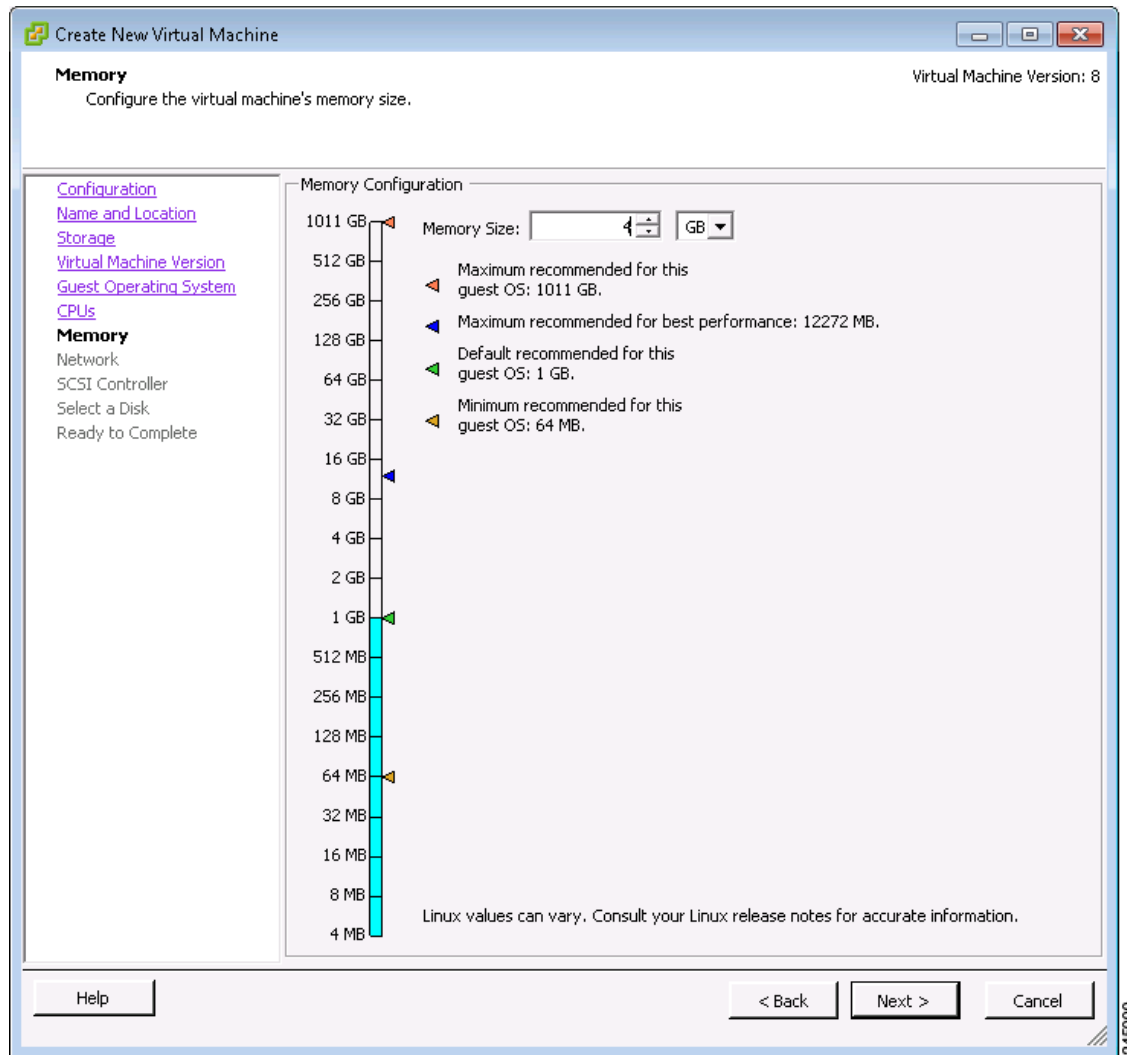 Create New Virtual Machine
Memory
Configure the virtual machine's memory size.
Virtual Machine Version: 8
Configuration
Name and Location
Storage
Virtual Machine Version
Guest Operating System
CPUs
Memory
Network
SCSI Controller
Select a Disk
Ready to Complete
Memory Configuration
1011 GB
512 GB
256 GB
128 GB
64 GB
32 GB
16 GB
8 GB
4 GB
2 GB
1 GB
512 MB
256 MB
128 MB
64 MB
32 MB
16 MB
8 MB
4 MB
Memory Size: 4 GB
Maximum recommended for this
guest OS: 1011 GB.
Maximum recommended for best performance: 12272 MB.
Default recommended for this
guest OS: 1 GB.
Minimum recommended for this
guest OS: 64 MB.
Linux values can vary. Consult your Linux release notes for accurate information.
Help
< Back
Next >
Cancel